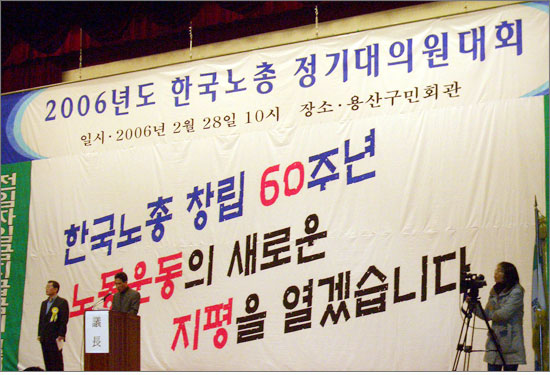 2006년도 한국노총 정기대의원대회
일시·2006년 2월 28일 10시 장소·용산구민회관
한국노총 창립 60주년
노동운동의 새로운
지평을 열겠습니다
議長